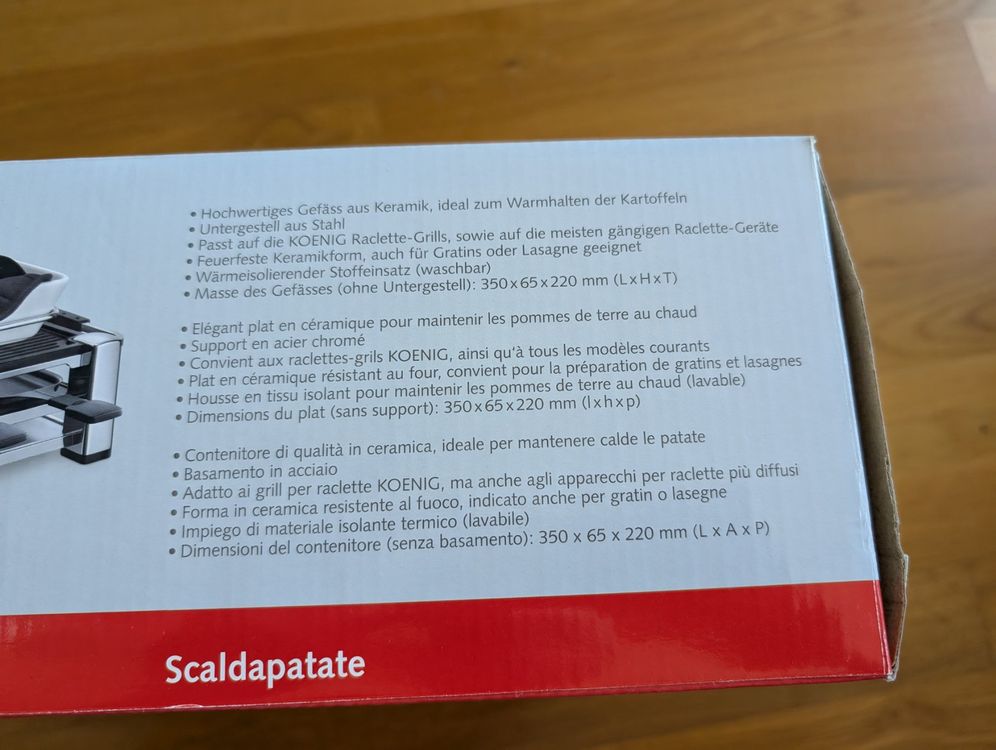 • Hochwertiges Gefäss aus Keramik, ideal zum Warmhalten der Kartoffeln
• Untergestell aus Stahl
• Passt auf die KOENIG Raclette-Grills, sowie auf die meisten gängigen Raclette-Geräte
• Feuerfeste Keramikform, auch für Gratins oder Lasagne geeignet
• Wärmeisolierender Stoffeinsatz (waschbar)
• Masse des Gefässes (ohne Untergestell): 350x65x220 mm (LxHxT)
• Elégant plat en céramique pour maintenir les pommes de terre au chaud
• Support en acier chromé
• Convient aux raclettes-grils KOENIG, ainsi qu'à tous les modèles courants
• Plat en céramique résistant au four, convient pour la préparation de gratins et lasagnes
• Housse en tissu isolant pour maintenir les pommes de terre au chaud (lavable)
• Dimensions du plat (sans support): 350x65x220 mm (lxhxp)
• Contenitore di qualità in ceramica, ideale per mantenere calde le patate
• Basamento in acciaio
• Adatto ai grill per raclette KOENIG, ma anche agli apparecchi per raclette più diffusi
• Forma in ceramica resistente al fuoco, indicato anche per gratin o lasegne
• Impiego di materiale isolante termico (lavabile)
• Dimensioni del contenitore (senza basamento): 350 x 65 x 220 mm (L x A x P)
Scaldapatate